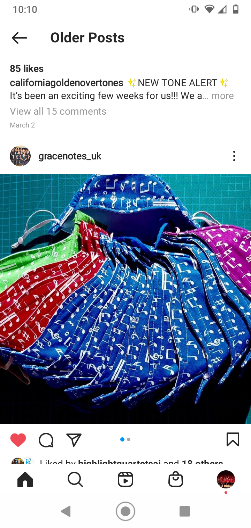 10:10
Older Posts
85 likes
californiagoldenovertones ✨NEW TONE ALERT✨
It's been an exciting few weeks for us!!! We a... more
View all 15 comments
March 2
gracenotes_uk
Liked by highlightquartetsai and 18 others